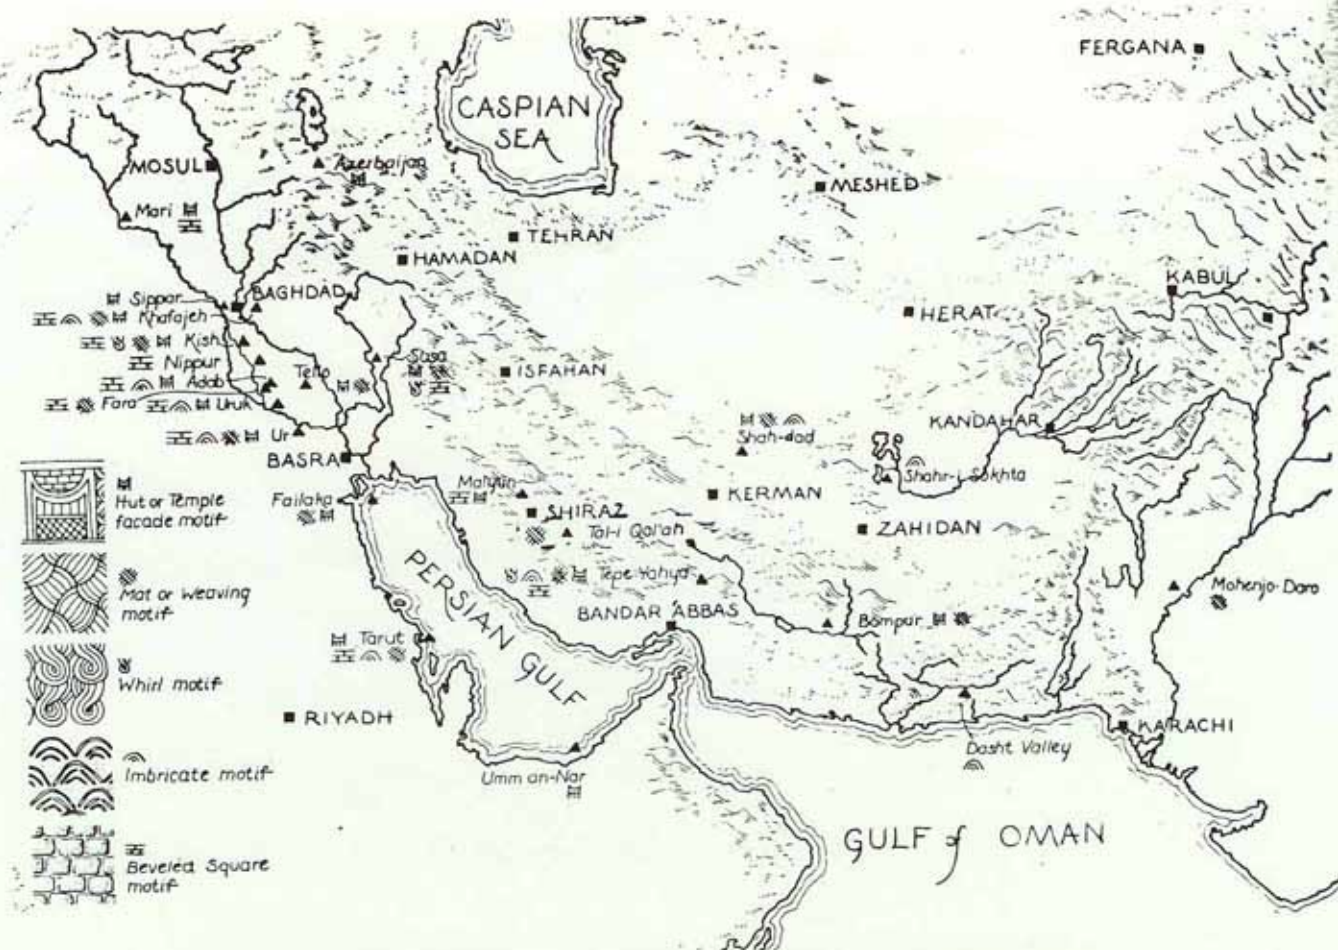 FERGANA
CASPIAN
SEA
MOSUL
Azerbaijan
MESHED
Mari
TEHRAN
HAMADAN
KABUL
Sippar
BAGHDAD
Khafajeh
HERAT
Kish
Susa
Nippur
ISFAHAN
Adab
Tello
Fara
Uruk
KANDAHAR
Ur
Shah-dad
BASRA
Shahr-i Sokhta
Hut or Temple
facade motif
Failaka
Maliyan
KERMAN
SHIRAZ
ZAHIDAN
Tal-i Qal'ah
Mat or weaving
motif
PERSIAN GULF
Tepe Yahya
Mohenjo-Daro
BANDAR ABBAS
Bampur
Tarut
Whirl motif
RIYADH
KARACHI
Dasht Valley
Imbricate motif
Umm an-Nar
GULF of OMAN
Beveled Square
motif